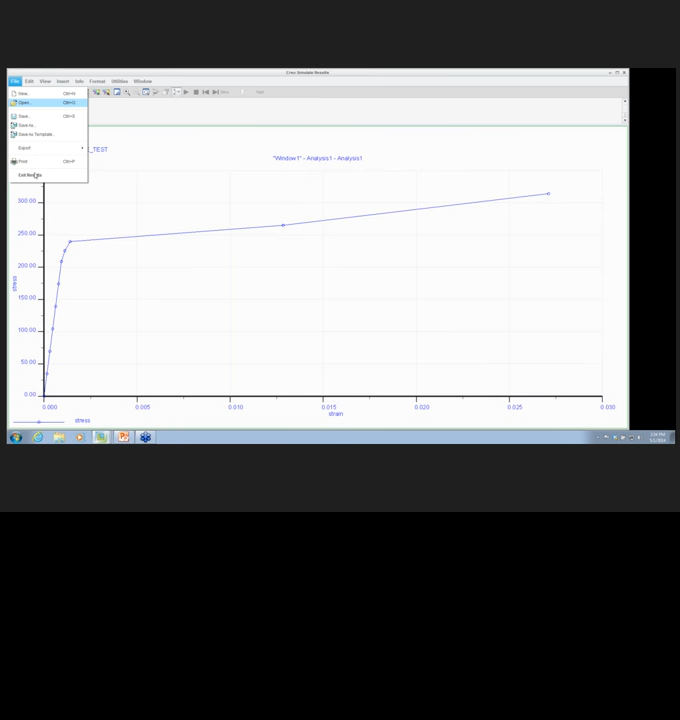 Creo Simulate Results
File Edit View Insert Info Format Utilities Window
New... Ctrl+N
Open... Ctrl+O
Save... Ctrl+S
Save As...
Save As Template...
Export
Print Ctrl+P
Exit Results
E_TEST
"Window1" - Analysis1 - Analysis1
300.00
250.00
200.00
150.00
100.00
50.00
0.00
stress
0.000 0.005 0.010 0.015 0.020 0.025 0.030
strain
stress